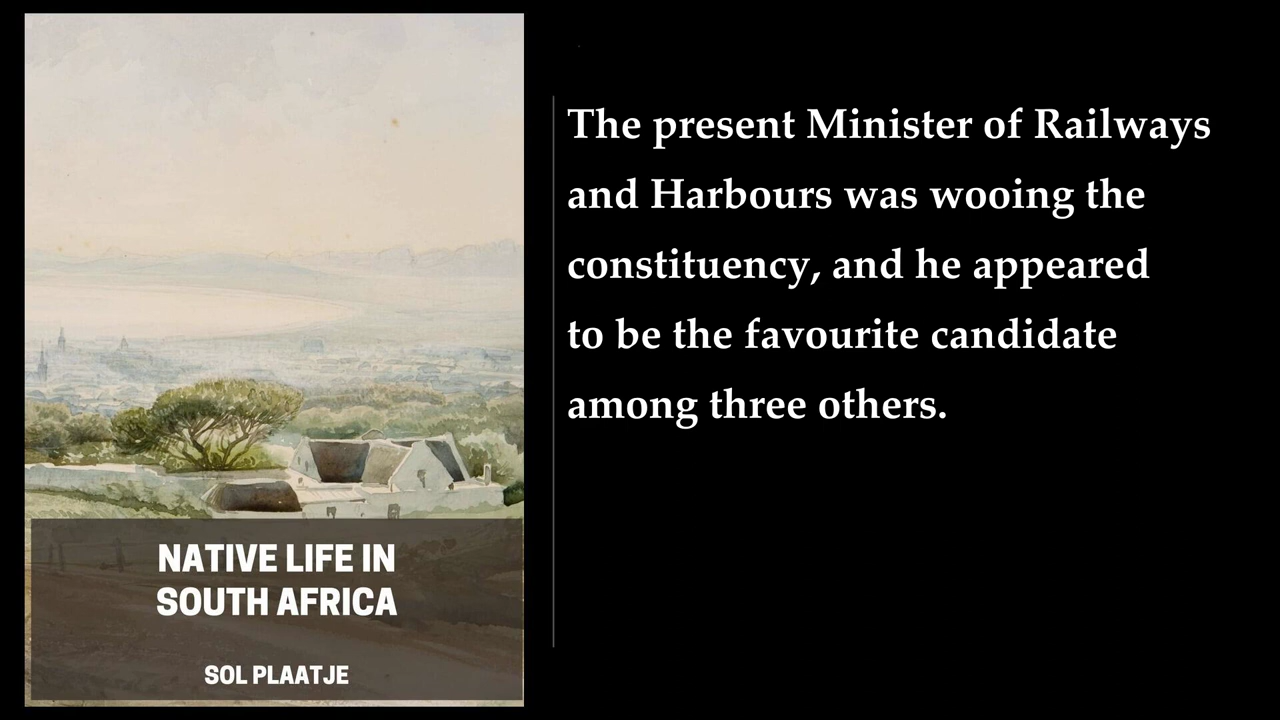 NATIVE LIFE IN
SOUTH AFRICA
SOL PLAATJE
The present Minister of Railways
and Harbours was wooing the
constituency, and he appeared
to be the favourite candidate
among three others.